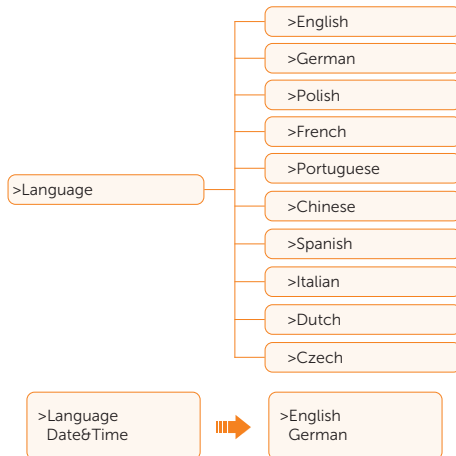 >English
>German
>Polish
>French
>Portuguese
>Language
>Chinese
>Spanish
>Italian
>Dutch
>Czech
>Language
Date&Time
>English
German